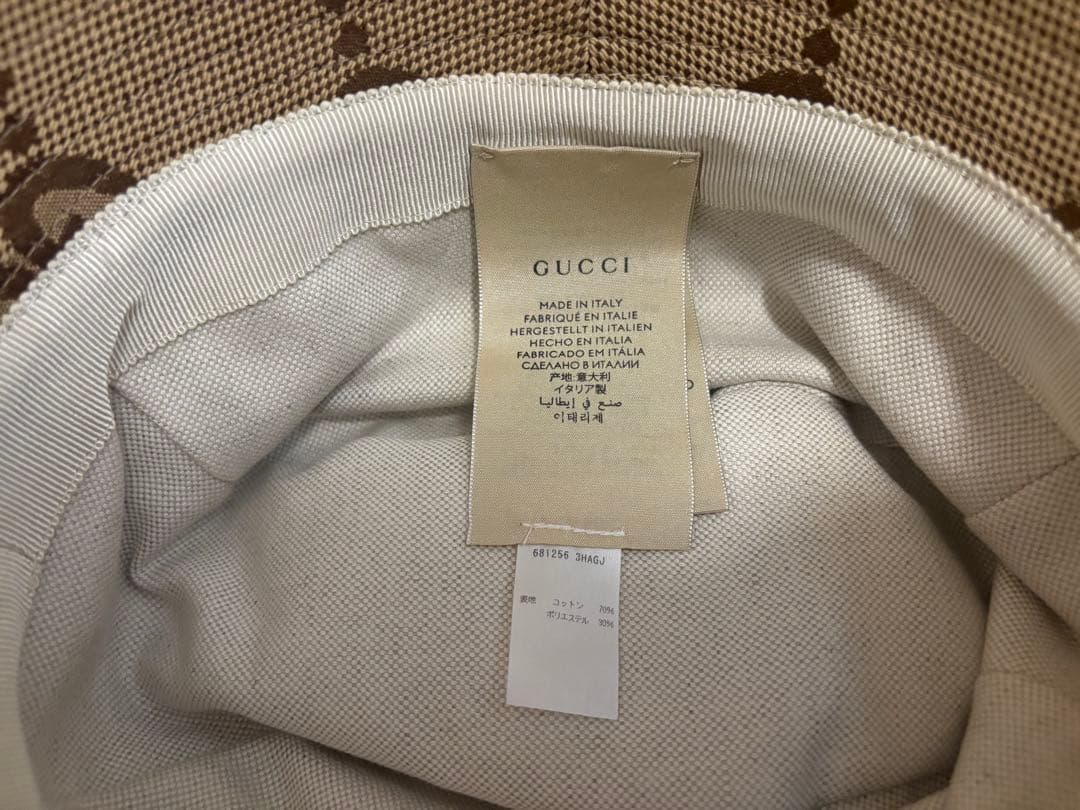 GUCCI
MADE IN ITALY
FABRIQUÉ EN ITALIE
HERGESTELLT IN ITALIEN
HECHO EN ITALIA
FABRICADO EM ITÁLIA
СДЕЛАНО В ИТАЛИИ
产地:意大利
イタリア製
صنع في إيطاليا
이태리제
681256 3HAGJ
表地 コットン 70%
ポリエステル 30%